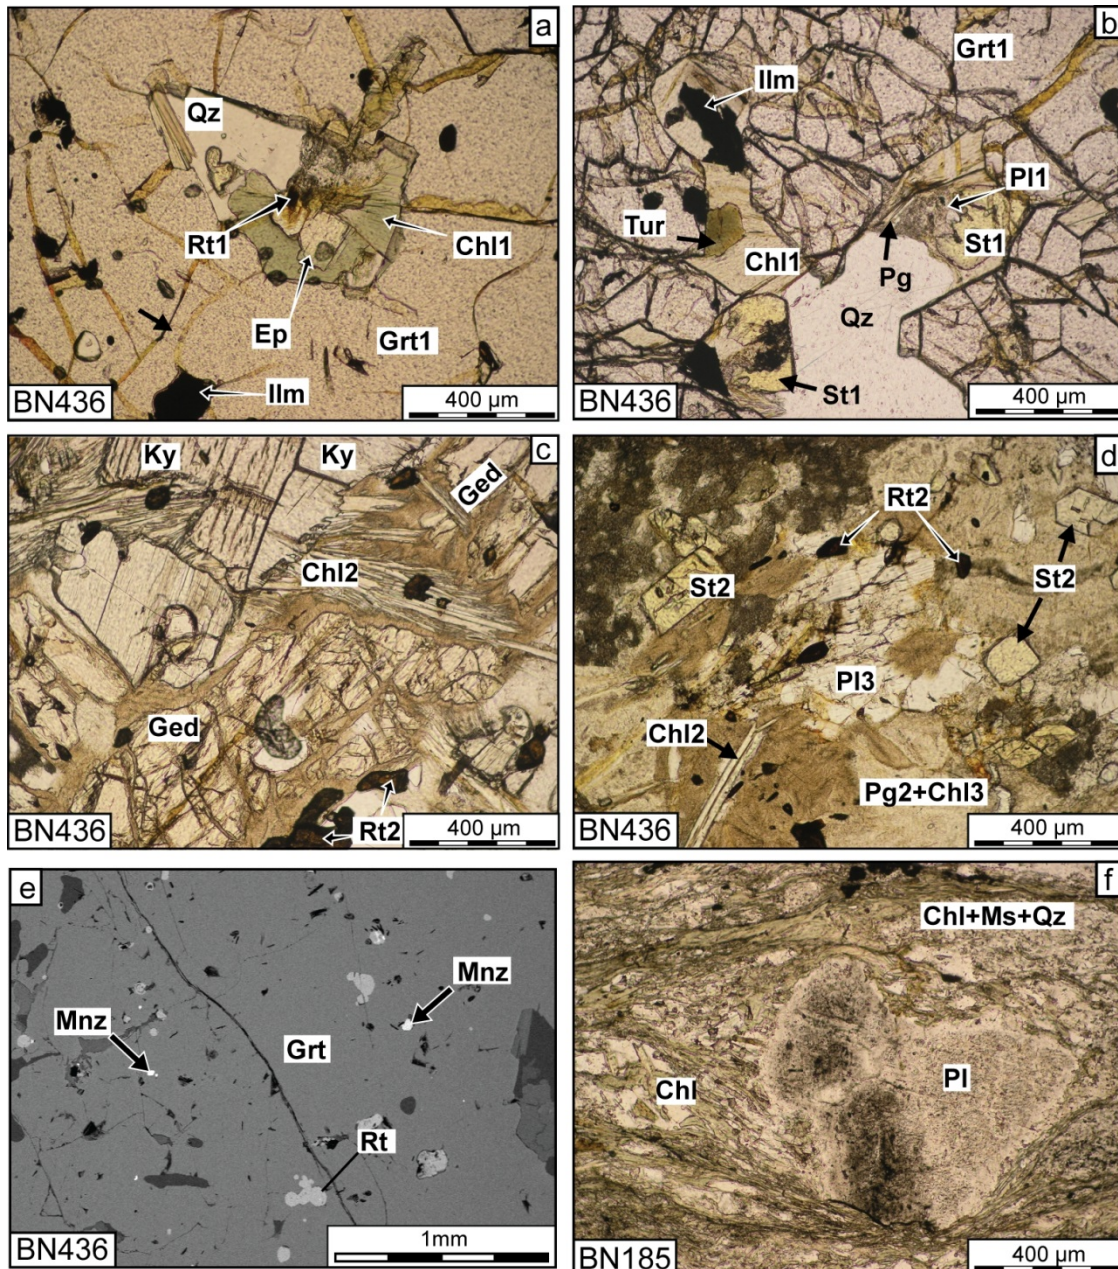 a
Qz
Rt1
Chl1
Ep
Grt1
Ilm
BN436
400 µm
b
Grt1
Ilm
Pl1
Tur
St1
Chl1
Pg
Qz
St1
BN436
400 µm
c
Ky
Ky
Ged
Chl2
Ged
Rt2
BN436
400 µm
d
Rt2
St2
St2
Pl3
Chl2
Pg2+Chl3
BN436
400 µm
e
Mnz
Mnz
Grt
Rt
BN436
1mm
f
Chl+Ms+Qz
Pl
Chl
BN185
400 µm